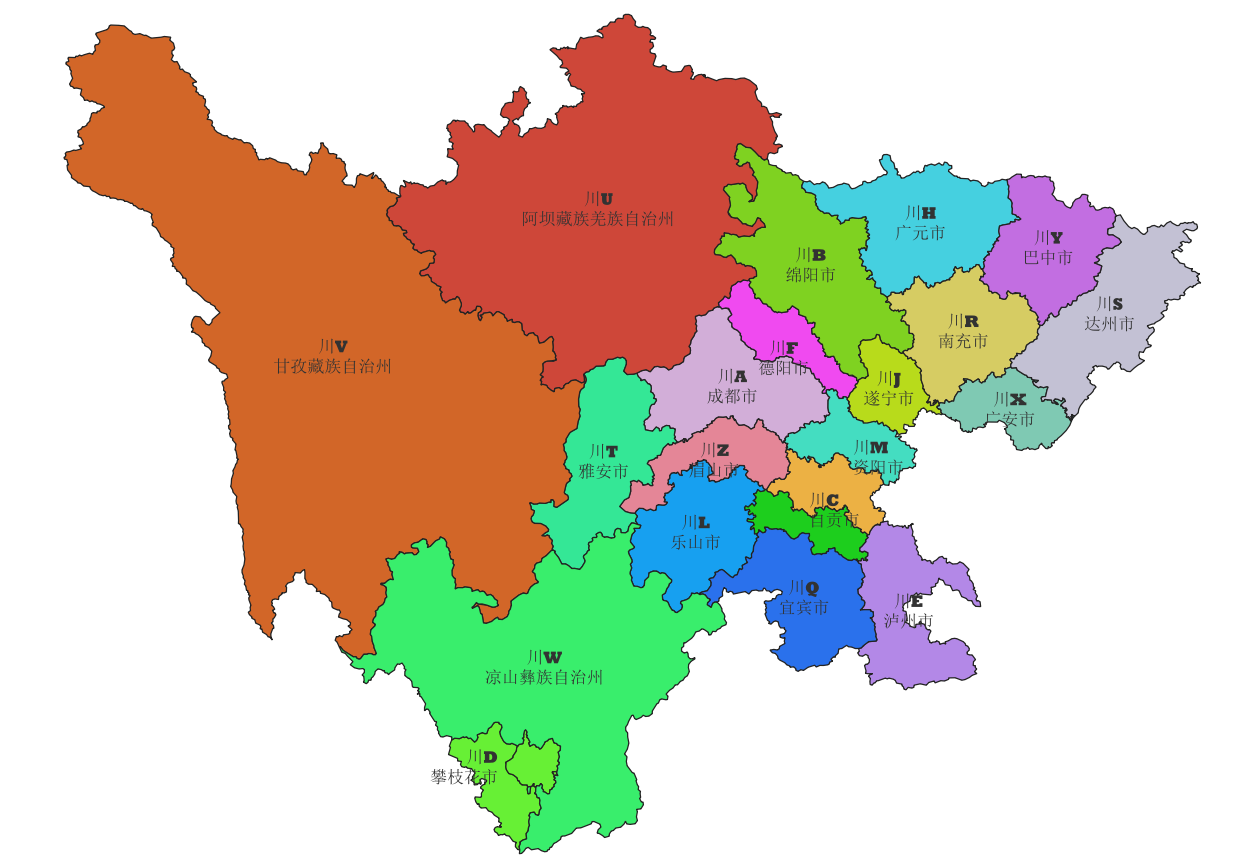 川U
阿坝藏族羌族自治州
川H
广元市
川Y
巴中市
川B
绵阳市
川S
达州市
川R
南充市
川V
甘孜藏族自治州
川F
德阳市
川A
成都市
川J
遂宁市
川X
广安市
川T
雅安市
川Z
眉山市
川M
资阳市
川C
自贡市
川L
乐山市
川Q
宜宾市
川E
泸州市
川W
凉山彝族自治州
川D
攀枝花市